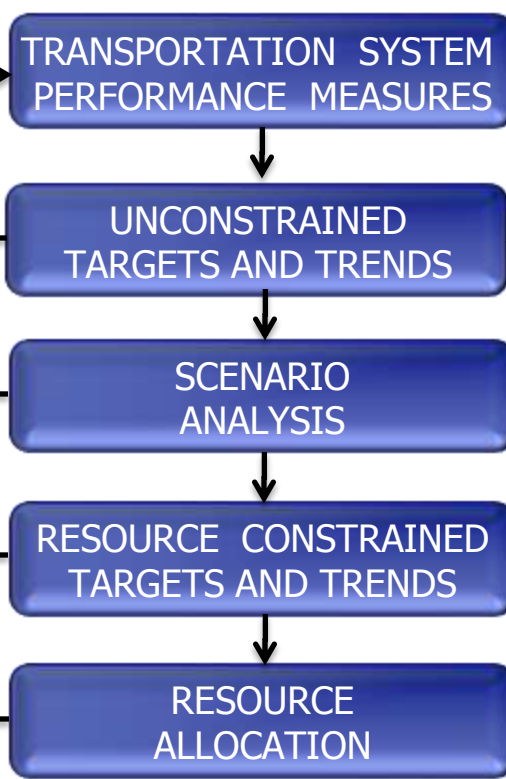 TRANSPORTATION SYSTEM
PERFORMANCE MEASURES
UNCONSTRAINED
TARGETS AND TRENDS
SCENARIO
ANALYSIS
RESOURCE CONSTRAINED
TARGETS AND TRENDS
RESOURCE
ALLOCATION